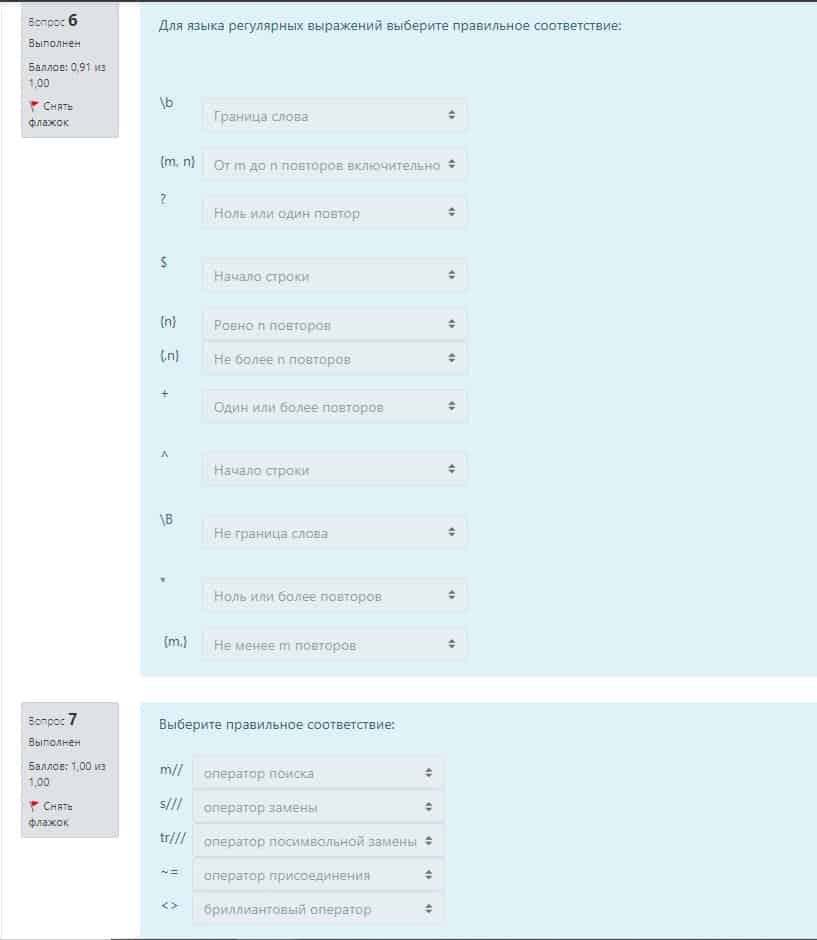 Вопрос 6
Выполнен
Баллов: 0,91 из
1,00
Снять
флажок
Для языка регулярных выражений выберите правильное соответствие:
\b Граница слова
{m, n} От m до n повторов включительно
? Ноль или один повтор
$ Начало строки
{n} Ровно n повторов
{,n} Не более n повторов
+ Один или более повторов
^ Начало строки
\B Не граница слова
* Ноль или более повторов
{m,} Не менее m повторов
Вопрос 7
Выполнен
Баллов: 1,00 из
1,00
Снять
флажок
Выберите правильное соответствие:
m// оператор поиска
s/// оператор замены
tr/// оператор посимвольной замены
~= оператор присоединения
<> бриллиантовый оператор